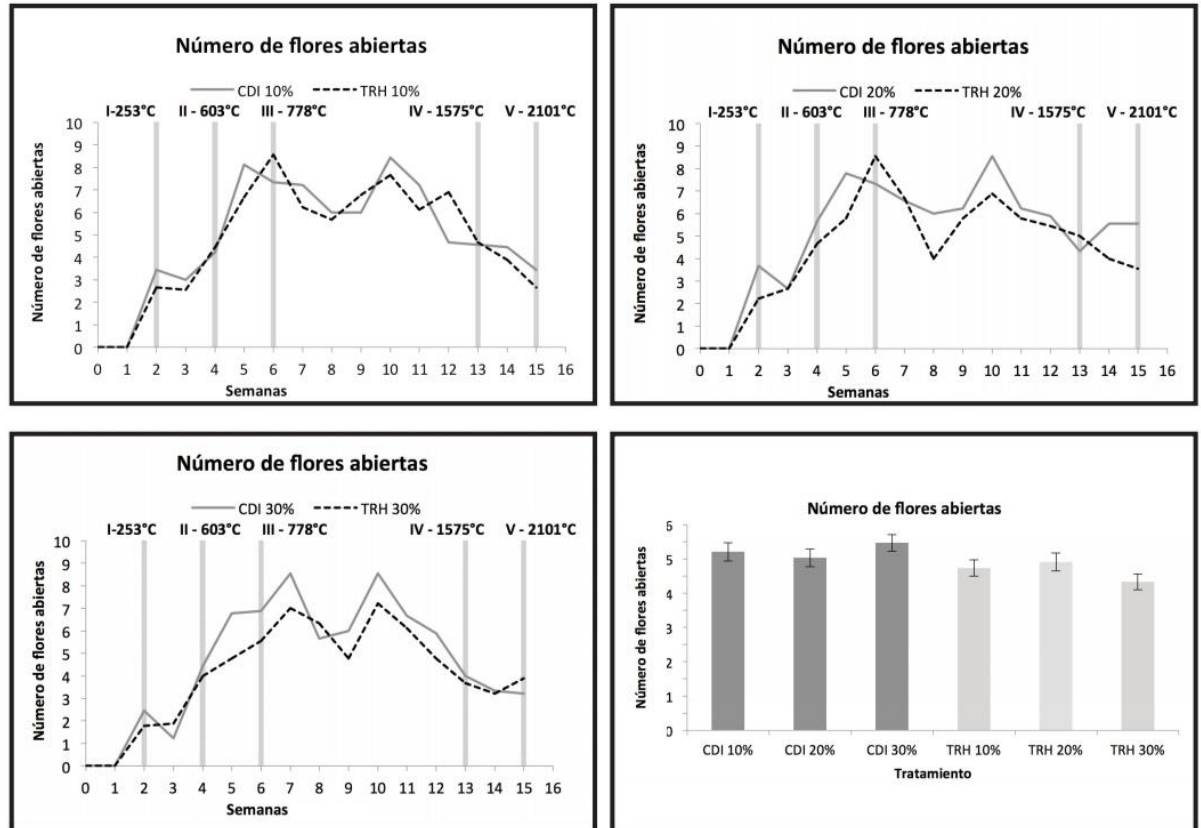 Número de flores abiertas
CDI 10% TRH 10%
I-253°C II - 603°C III - 778°C IV - 1575°C V - 2101°C
Número de flores abiertas
10
9
8
7
6
5
4
3
2
1
0
0 1 2 3 4 5 6 7 8 9 10 11 12 13 14 15 16
Semanas
Número de flores abiertas
CDI 20% TRH 20%
I-253°C II - 603°C III - 778°C IV - 1575°C V - 2101°C
Número de flores abiertas
10
9
8
7
6
5
4
3
2
1
0
0 1 2 3 4 5 6 7 8 9 10 11 12 13 14 15 16
Semanas
Número de flores abiertas
CDI 30% TRH 30%
I-253°C II - 603°C III - 778°C IV - 1575°C V - 2101°C
Número de flores abiertas
10
9
8
7
6
5
4
3
2
1
0
0 1 2 3 4 5 6 7 8 9 10 11 12 13 14 15 16
Semanas
Número de flores abiertas
Número de flores abiertas
6
5
4
3
2
1
0
CDI 10% CDI 20% CDI 30% TRH 10% TRH 20% TRH 30%
Tratamiento